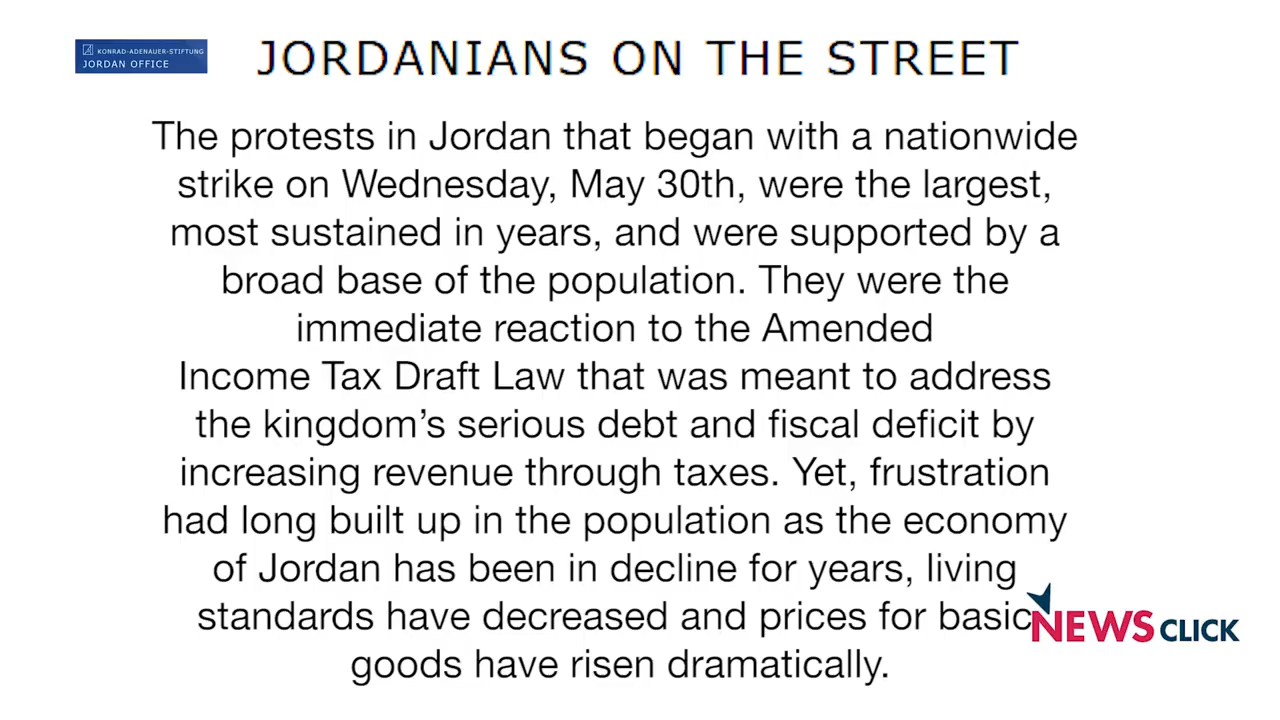 KONRAD-ADENAUER-STIFTUNG
JORDAN OFFICE
JORDANIANS ON THE STREET
The protests in Jordan that began with a nationwide
strike on Wednesday, May 30th, were the largest,
most sustained in years, and were supported by a
broad base of the population. They were the
immediate reaction to the Amended
Income Tax Draft Law that was meant to address
the kingdom’s serious debt and fiscal deficit by
increasing revenue through taxes. Yet, frustration
had long built up in the population as the economy
of Jordan has been in decline for years, living
standards have decreased and prices for basic
goods have risen dramatically.
NEWSCLICK